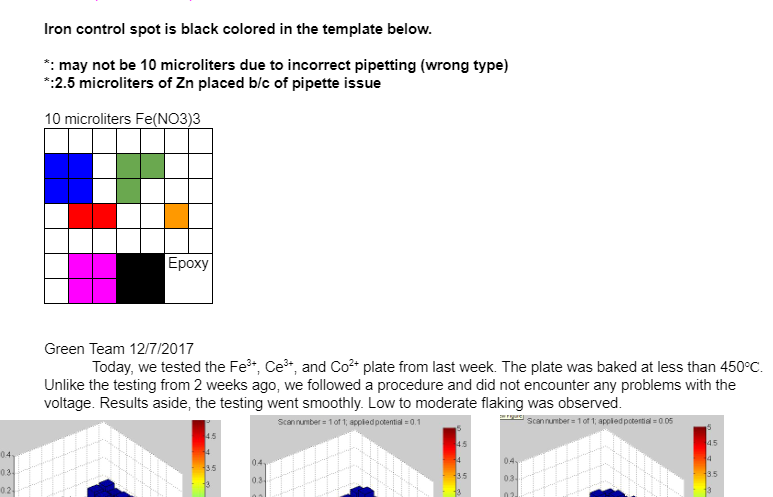 Iron control spot is black colored in the template below.
*: may not be 10 microliters due to incorrect pipetting (wrong type)
*:2.5 microliters of Zn placed b/c of pipette issue
10 microliters Fe(NO3)3
Epoxy
Green Team 12/7/2017
Today, we tested the Fe³⁺, Ce³⁺, and Co²⁺ plate from last week. The plate was baked at less than 450°C.
Unlike the testing from 2 weeks ago, we followed a procedure and did not encounter any problems with the
voltage. Results aside, the testing went smoothly. Low to moderate flaking was observed.
4.5
4
3.5
3
0.4
0.3
0.2
Scan number = 1 of 1; applied potential = 0.1
5
4.5
4
3.5
3
0.4
0.3
Scan number = 1 of 1; applied potential = 0.05
5
4.5
4
3.5
3
0.4
0.3